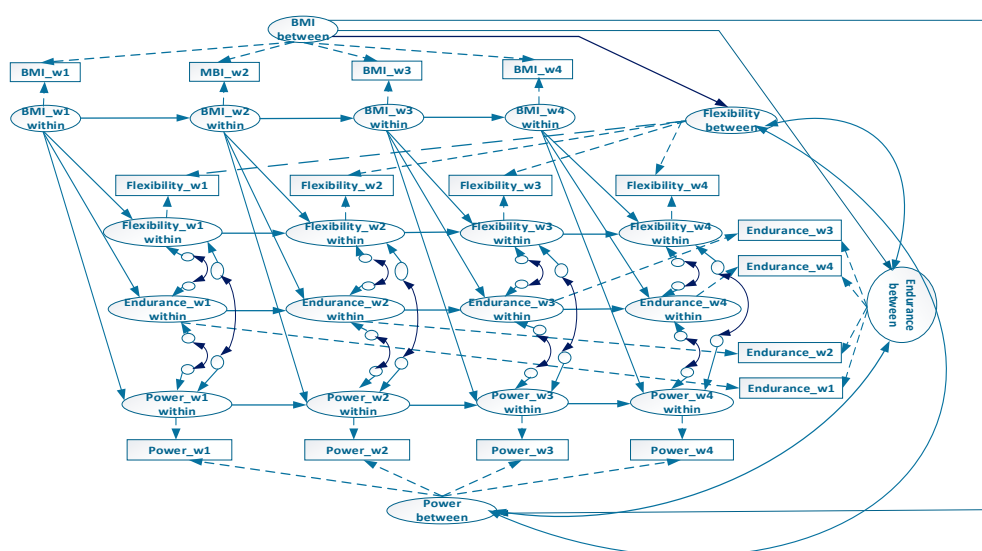 BMI
between
BMI_w1
MBI_w2
BMI_w3
BMI_w4
BMI_w1
within
BMI_w2
within
BMI_w3
within
BMI_w4
within
Flexibility
between
Flexibility_w1
Flexibility_w2
Flexibility_w3
Flexibility_w4
Flexibility_w1
within
Flexibility_w2
within
Flexibility_w3
within
Flexibility_w4
within
Endurance_w3
Endurance_w4
Endurance
between
Endurance_w1
within
Endurance_w2
within
Endurance_w3
within
Endurance_w4
within
Endurance_w2
Endurance_w1
Power_w1
within
Power_w2
within
Power_w3
within
Power_w4
within
Power_w1
Power_w2
Power_w3
Power_w4
Power
between